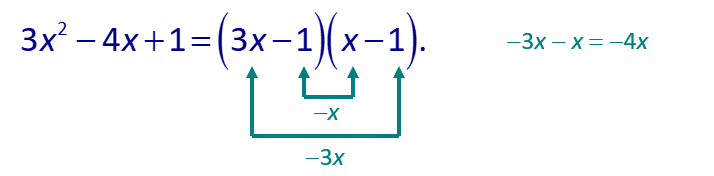 3x² − 4x + 1 = (3x − 1)(x − 1).
−3x − x = −4x
−x
−3x